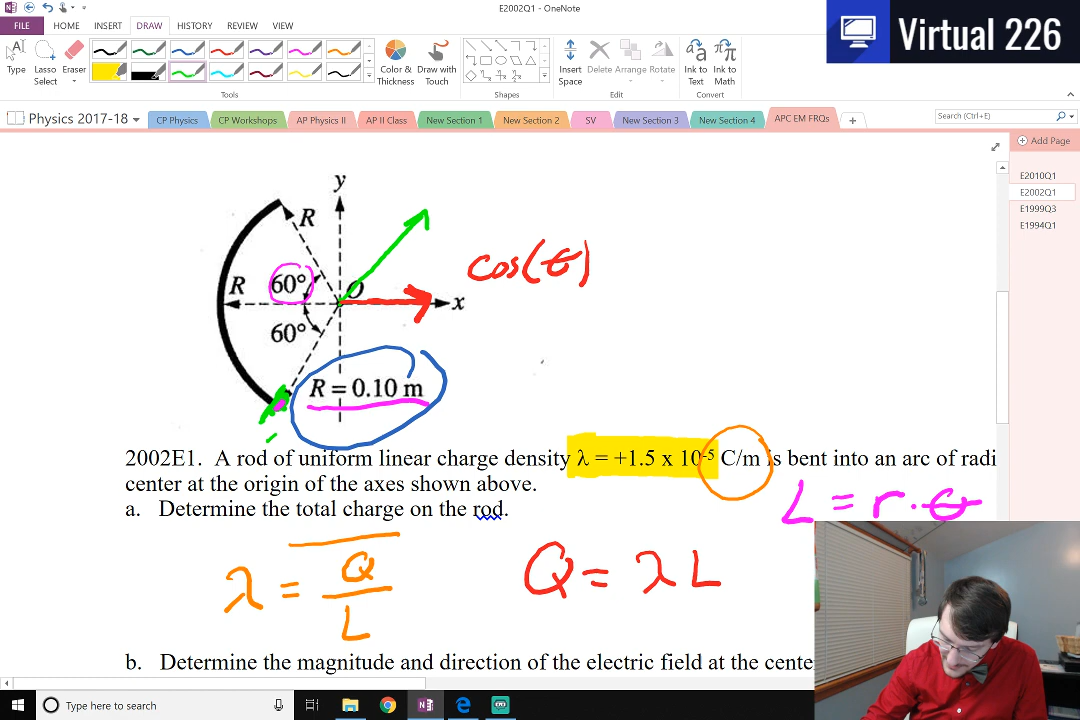 E2002Q1 - OneNote
Virtual 226
FILE HOME INSERT DRAW HISTORY REVIEW VIEW
Type Lasso Select Eraser Color & Thickness Draw with Touch Insert Space Delete Arrange Rotate Ink to Text Ink to Math
Tools Shapes Edit Convert
Physics 2017-18 CP Physics CP Workshops AP Physics II AP II Class New Section 1 New Section 2 SV New Section 3 New Section 4 APC EM FRQs Search (Ctrl+E)
Add Page
E2010Q1
E2002Q1
E1999Q3
E1994Q1
y
R
cos(θ)
R 60° O x
60°
R = 0.10 m
2002E1. A rod of uniform linear charge density λ = +1.5 x 10-5 C/m is bent into an arc of radi
center at the origin of the axes shown above.
L = r·θ
a. Determine the total charge on the rod.
λ = Q/L
Q = λL
b. Determine the magnitude and direction of the electric field at the cente
Type here to search